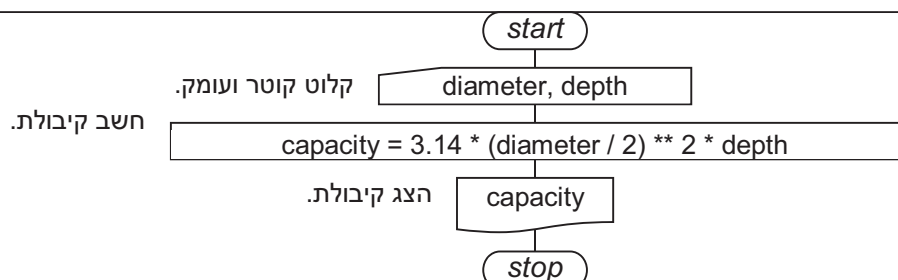 start
קלוט קוטר ועומק.
diameter, depth
חשב קיבולת.
capacity = 3.14 * (diameter / 2) ** 2 * depth
הצג קיבולת.
capacity
stop